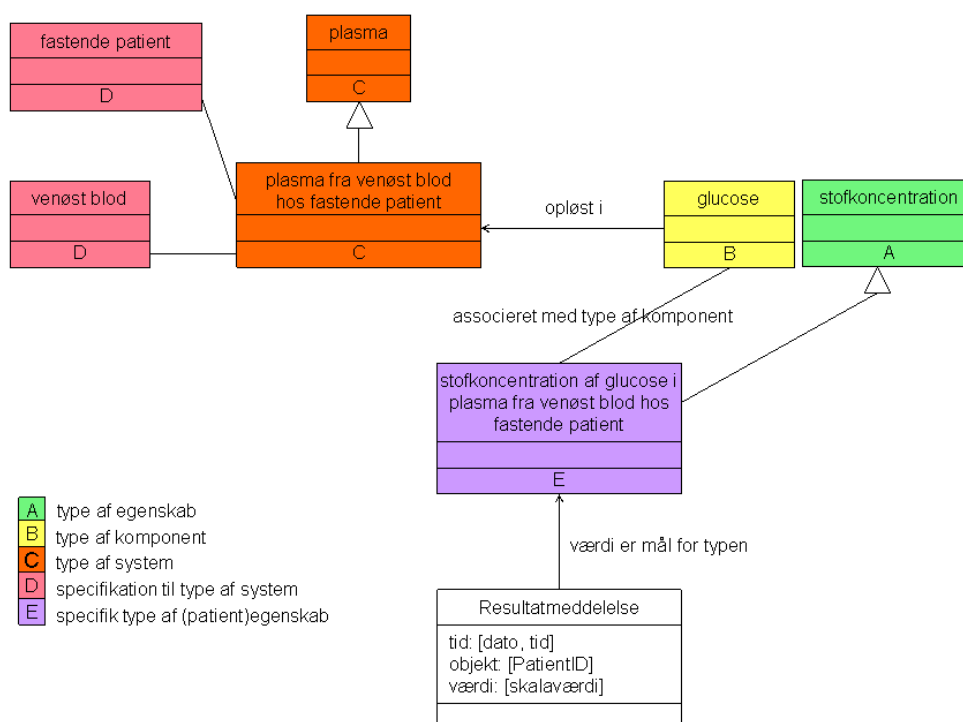 fastende patient
D
plasma
C
venøst blod
D
plasma fra venøst blod
hos fastende patient
C
opløst i
glucose
B
stofkoncentration
A
associeret med type af komponent
stofkoncentration af glucose i
plasma fra venøst blod hos
fastende patient
E
værdi er mål for typen
Resultatmeddelelse
tid: [dato, tid]
objekt: [PatientID]
værdi: [skalaværdi]
A type af egenskab
B type af komponent
C type af system
D specifikation til type af system
E specifik type af (patient)egenskab